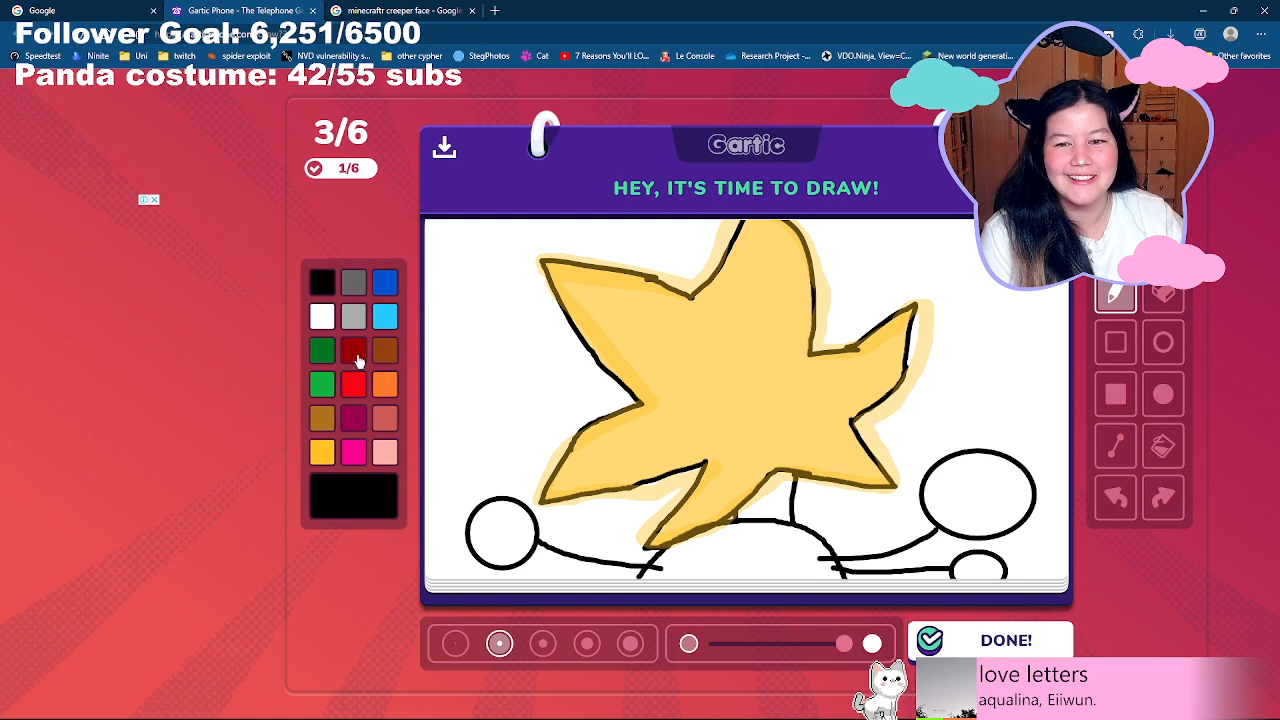 Google
Gartic Phone - The Telephone Ga
minecraftr creeper face - Google
Follower Goal: 6,251/6500
Speedtest
Ninite
Uni
twitch
spider exploit
NVD vulnerability s...
other cypher
StegPhotos
Cat
7 Reasons You'll LO...
Le Console
Research Project -...
VDO.Ninja, View=C...
New world generati...
Other favorites
Panda costume: 42/55 subs
3/6
1/6
Gartic
HEY, IT'S TIME TO DRAW!
DONE!
love letters
aqualina, Eiiwun.